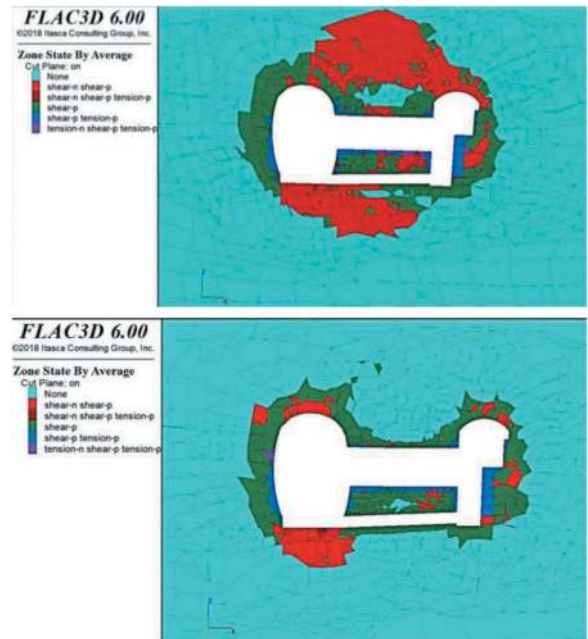 FLAC3D 6.00
©2018 Itasca Consulting Group, Inc.
Zone State By Average
Cut Plane: on
None
shear-n shear-p
shear-n shear-p tension-p
shear-p
shear-p tension-p
tension-n shear-p tension-p
FLAC3D 6.00
©2018 Itasca Consulting Group, Inc.
Zone State By Average
Cut Plane: on
None
shear-n shear-p
shear-n shear-p tension-p
shear-p
shear-p tension-p
tension-n shear-p tension-p